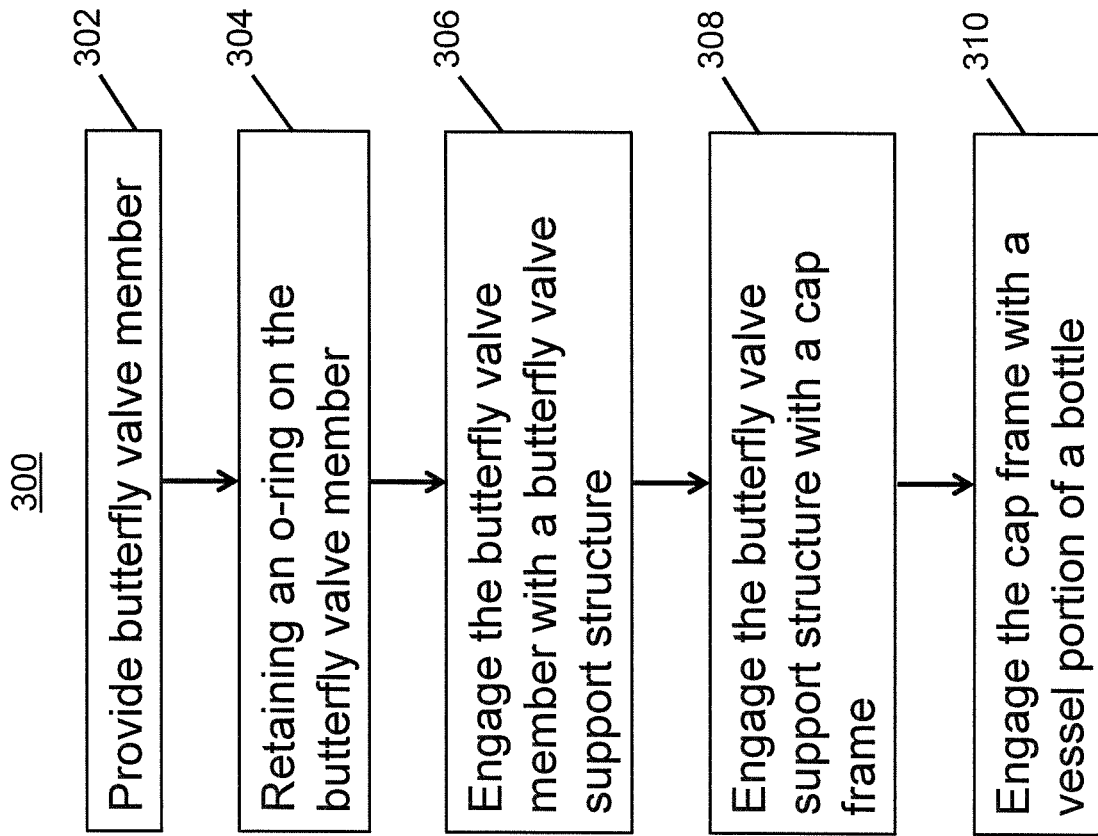 300
Provide butterfly valve member
302
Retaining an o-ring on the
butterfly valve member
304
Engage the butterfly valve
member with a butterfly valve
support structure
306
Engage the butterfly valve
support structure with a cap
frame
308
Engage the cap frame with a
vessel portion of a bottle
310